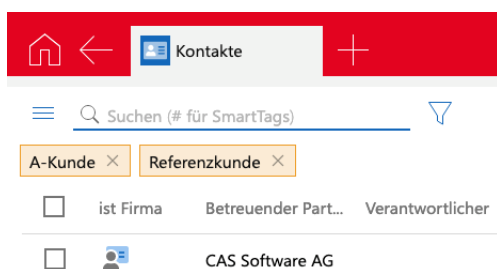 Kontakte
Suchen (# für SmartTags)
A-Kunde × Referenzkunde ×
ist Firma Betreuender Part... Verantwortlicher
CAS Software AG